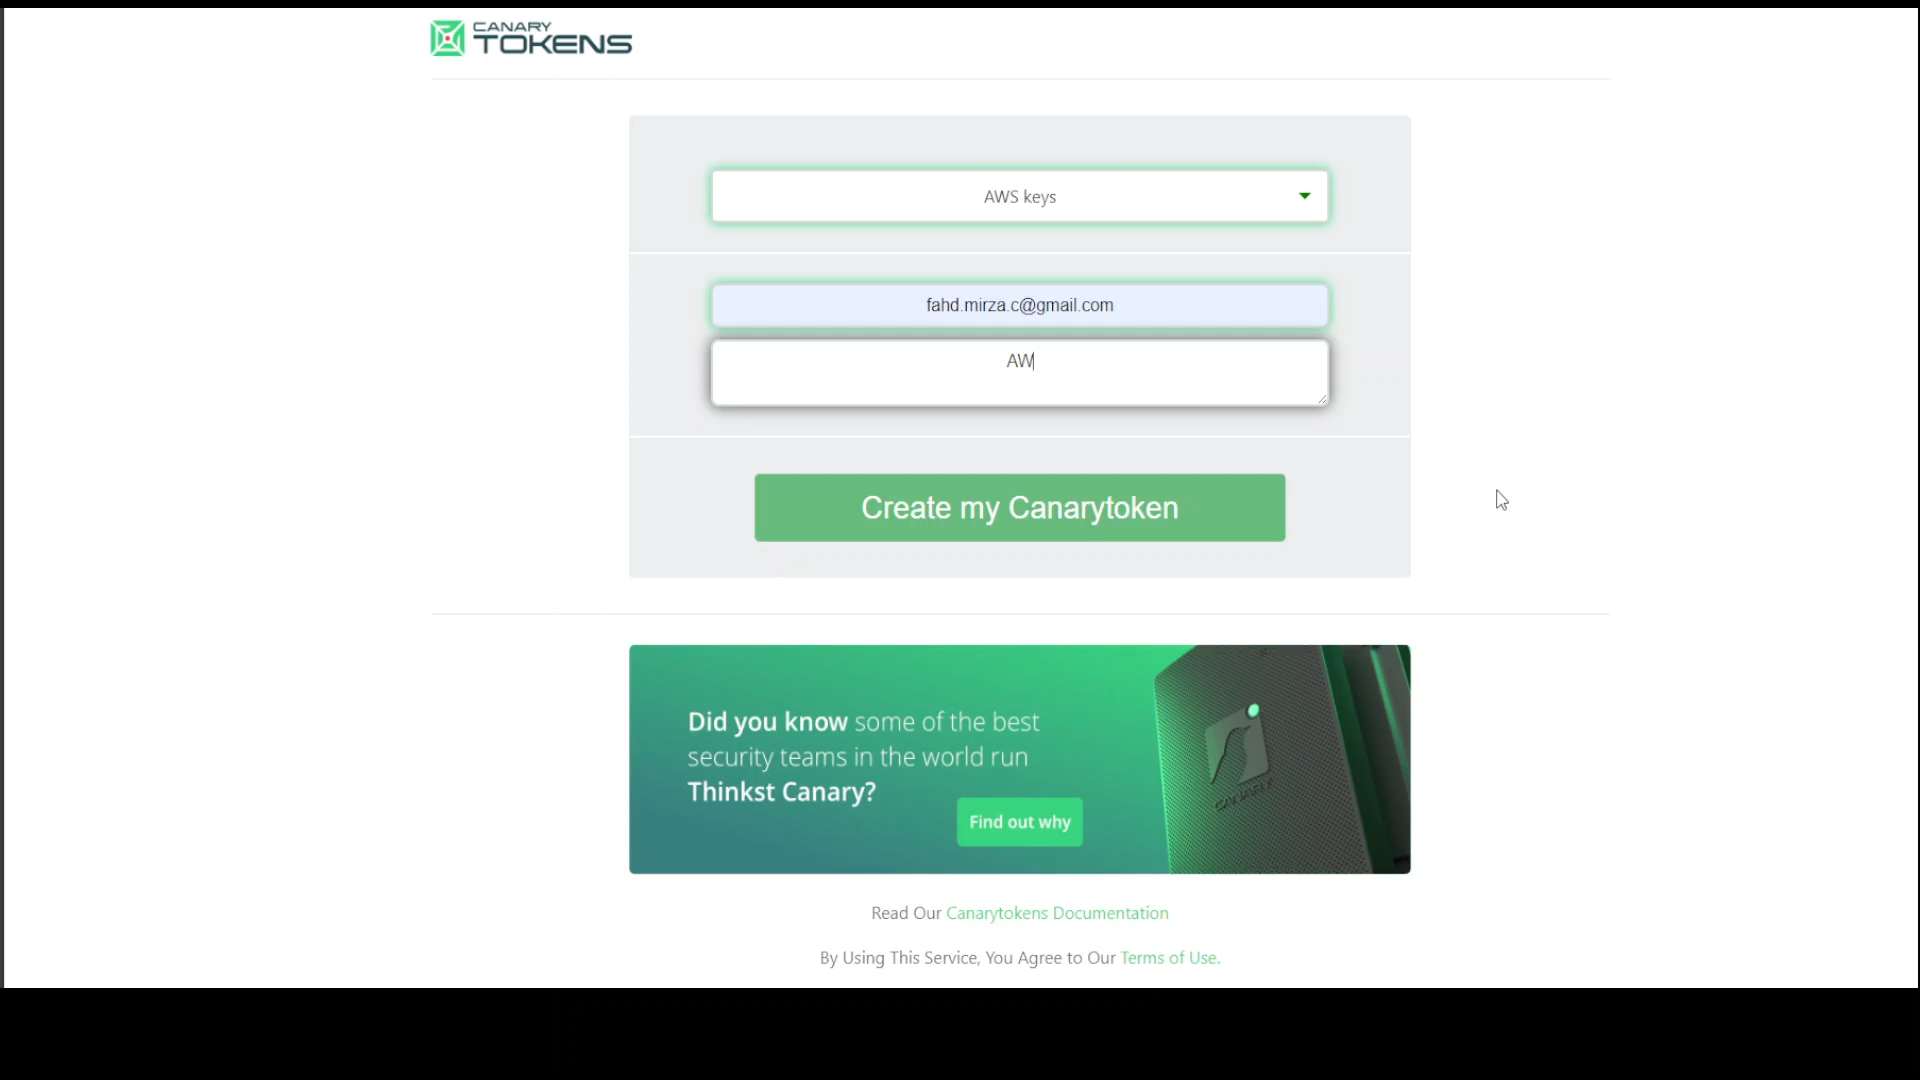 CANARY
TOKENS
AWS keys
fahd.mirza.c@gmail.com
AW
Create my Canarytoken
Did you know some of the best
security teams in the world run
Thinkst Canary?
Find out why
CANARY
Read Our Canarytokens Documentation
By Using This Service, You Agree to Our Terms of Use.